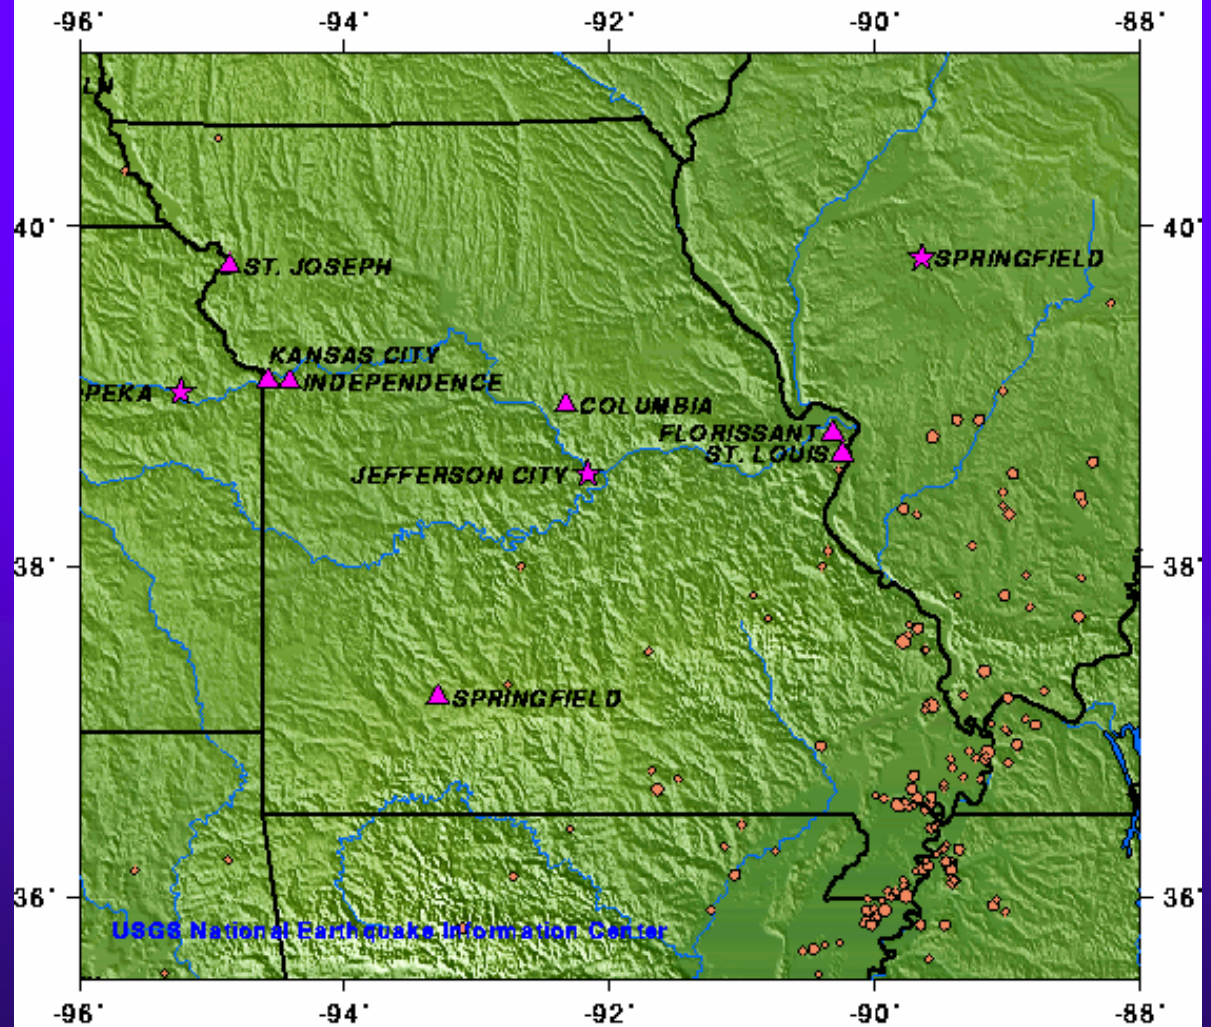 -96° -94° -92° -90° -88°
40° 40°
ST. JOSEPH
SPRINGFIELD
KANSAS CITY
PEKA
INDEPENDENCE
COLUMBIA
FLORISSANT
ST. LOUIS
JEFFERSON CITY
38° 38°
SPRINGFIELD
36° 36°
USGS National Earthquake Information Center
-96° -94° -92° -90° -88°